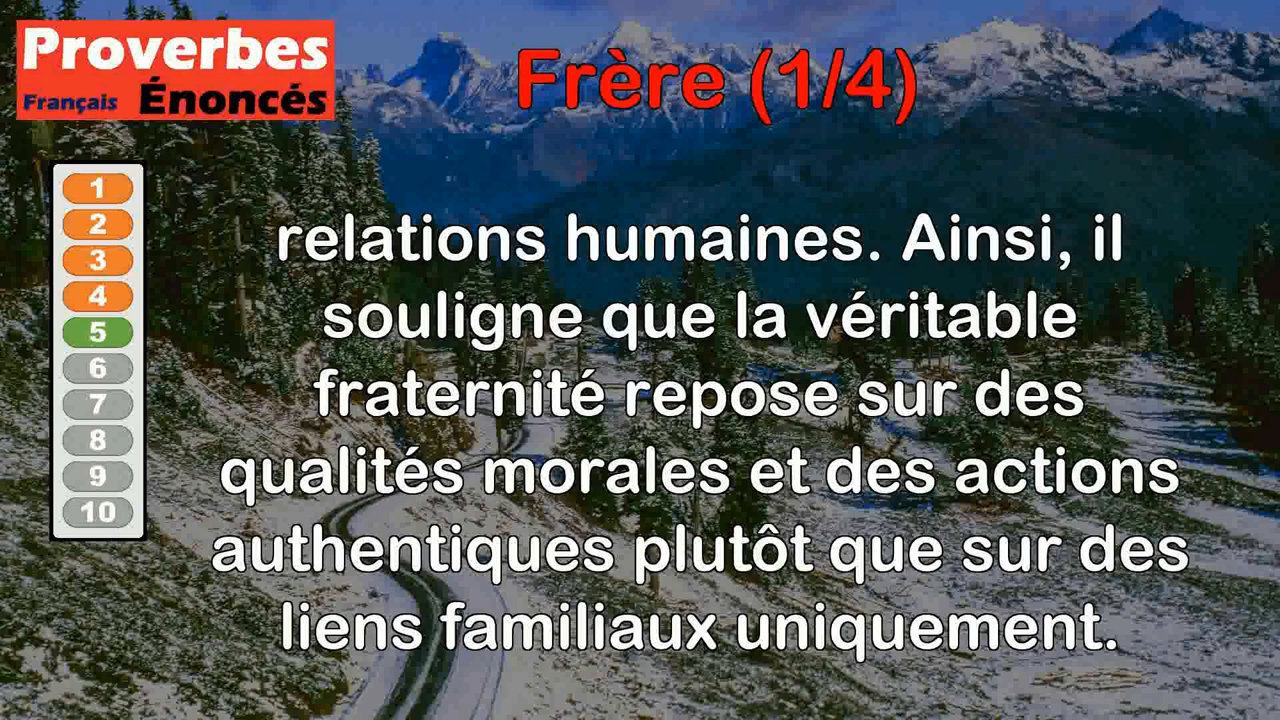 Proverbes
Français Énoncés
Frère (1/4)
1
2
3
4
5
6
7
8
9
10
relations humaines. Ainsi, il
souligne que la véritable
fraternité repose sur des
qualités morales et des actions
authentiques plutôt que sur des
liens familiaux uniquement.